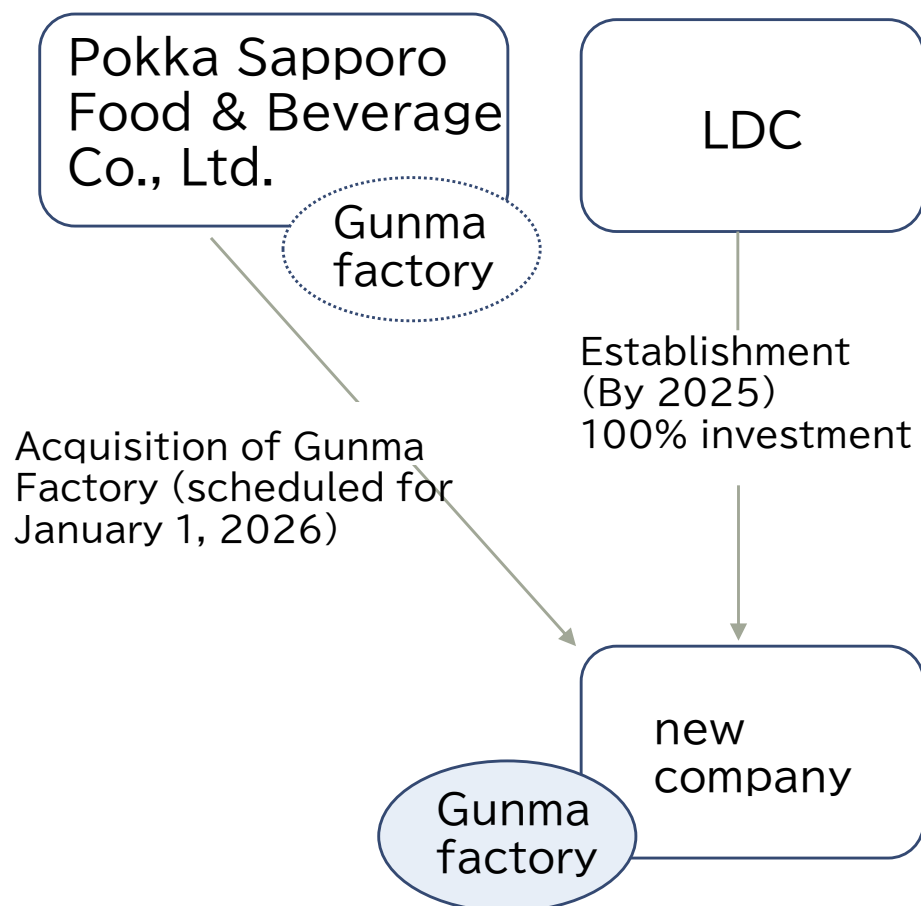 Pokka Sapporo
Food & Beverage
Co., Ltd.
Gunma
factory
LDC
Establishment
(By 2025)
100% investment
Acquisition of Gunma
Factory (scheduled for
January 1, 2026)
new
company
Gunma
factory